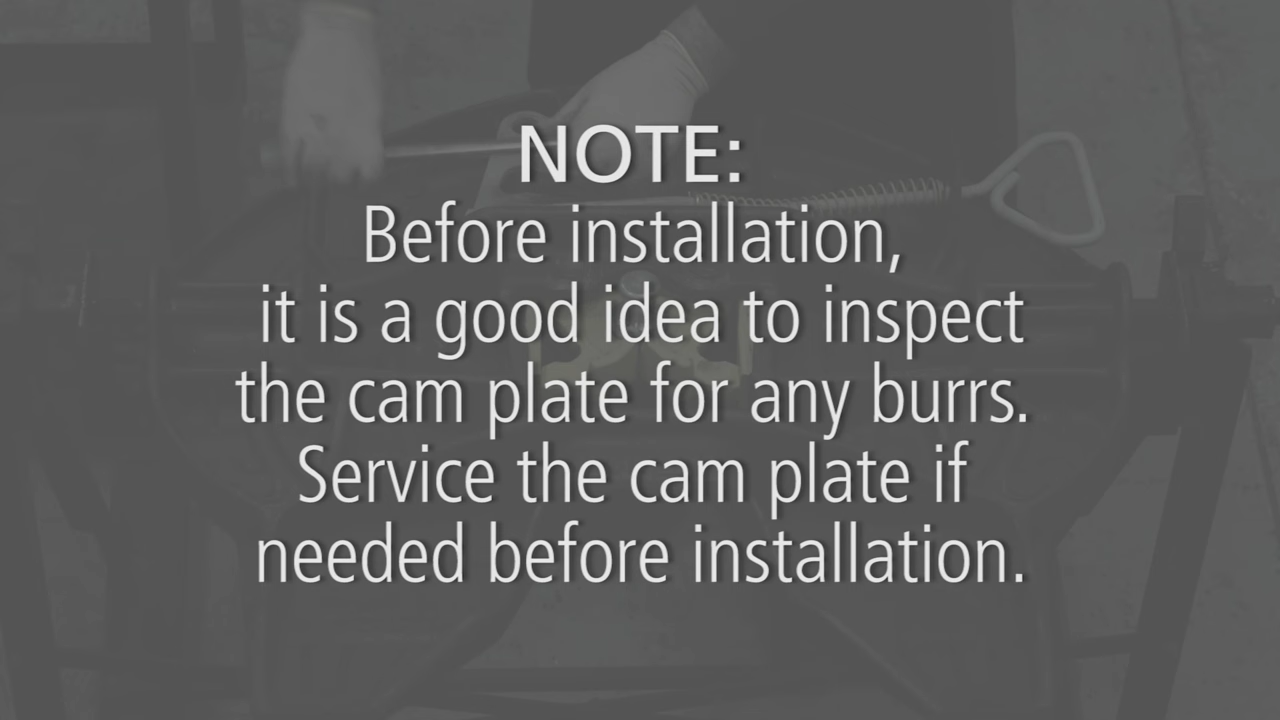 NOTE:
Before installation,
it is a good idea to inspect
the cam plate for any burrs.
Service the cam plate if
needed before installation.